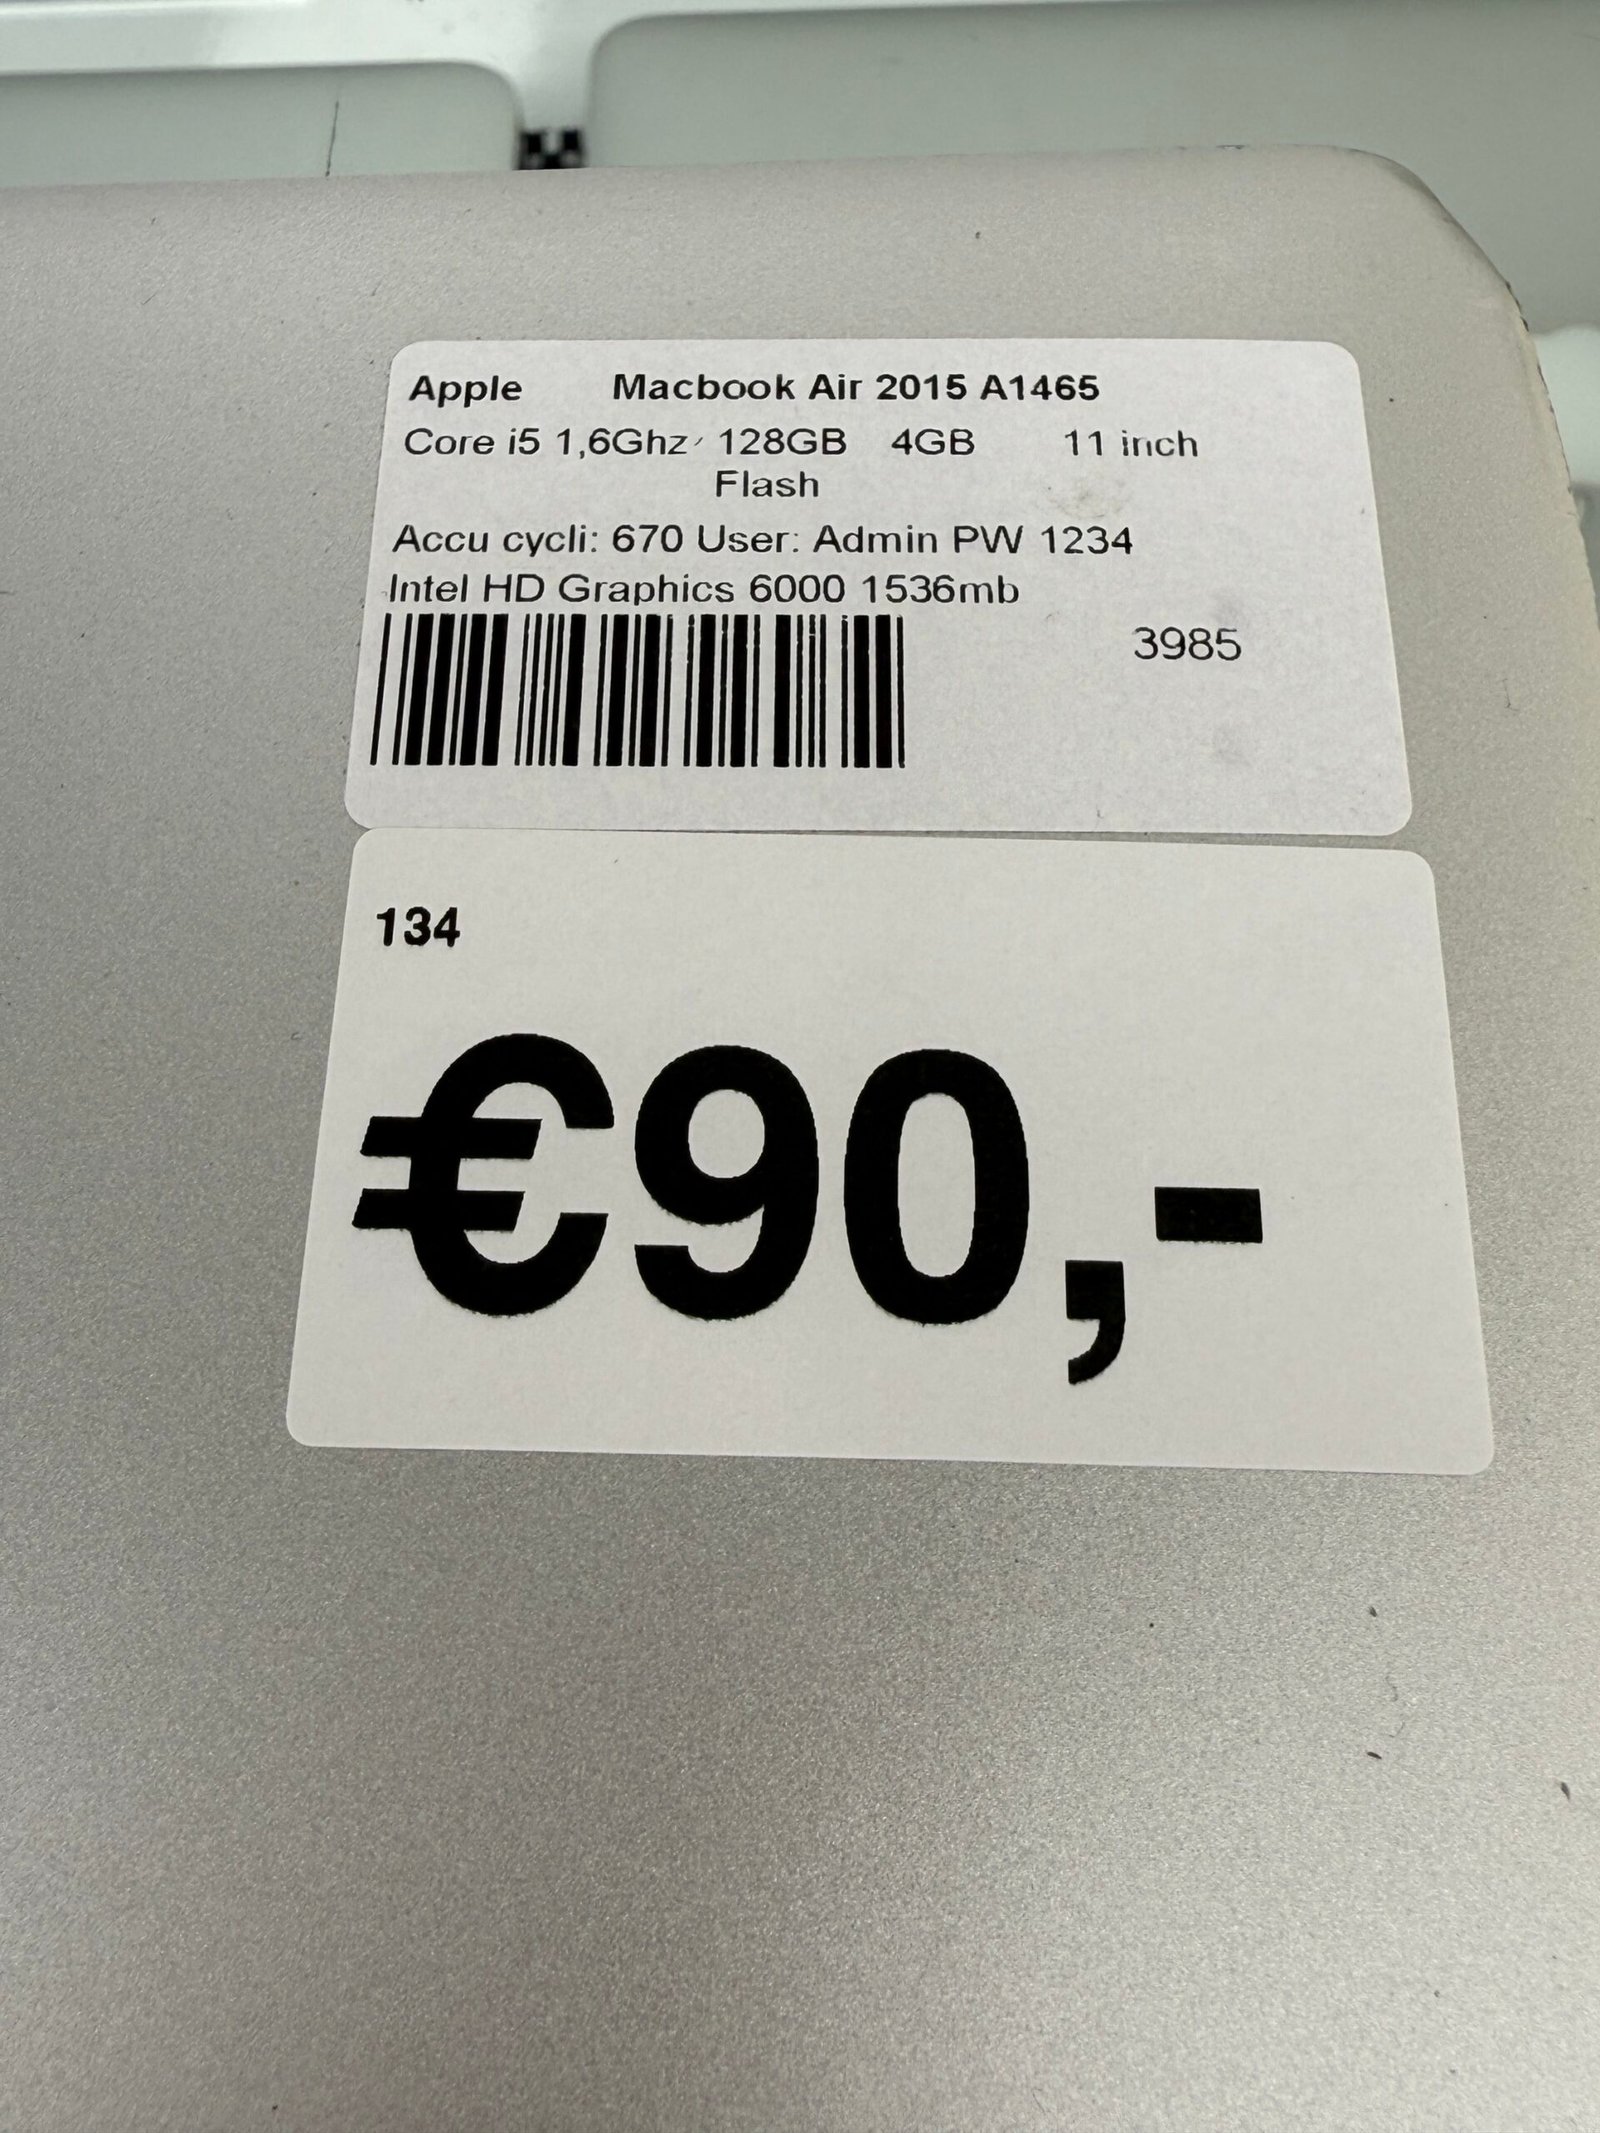 Apple Macbook Air 2015 A1465
Core i5 1,6Ghz 128GB 4GB 11 inch
Flash
Accu cycli: 670 User: Admin PW 1234
Intel HD Graphics 6000 1536mb
3985
134
€90,-